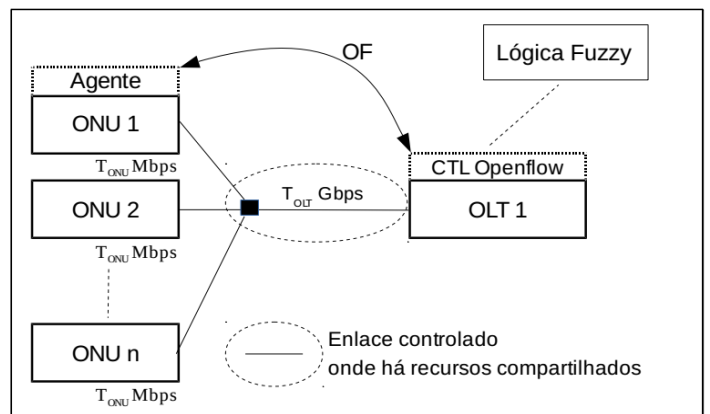 OF
Lógica Fuzzy
Agente
ONU 1
T_ONU Mbps
CTL Openflow
OLT 1
T_OLT Gbps
ONU 2
T_ONU Mbps
ONU n
T_ONU Mbps
Enlace controlado
onde há recursos compartilhados